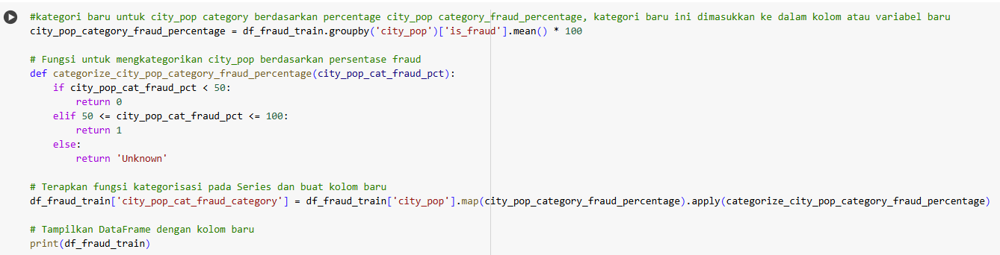 #kategori baru untuk city_pop category berdasarkan percentage city_pop category_fraud_percentage, kategori baru ini dimasukkan ke dalam kolom atau variabel baru
city_pop_category_fraud_percentage = df_fraud_train.groupby('city_pop')['is_fraud'].mean() * 100
# Fungsi untuk mengkategorikan city_pop berdasarkan persentase fraud
def categorize_city_pop_category_fraud_percentage(city_pop_cat_fraud_pct):
    if city_pop_cat_fraud_pct < 50:
        return 0
    elif 50 <= city_pop_cat_fraud_pct <= 100:
        return 1
    else:
        return 'Unknown'
# Terapkan fungsi kategorisasi pada Series dan buat kolom baru
df_fraud_train['city_pop_cat_fraud_category'] = df_fraud_train['city_pop'].map(city_pop_category_fraud_percentage).apply(categorize_city_pop_category_fraud_percentage)
# Tampilkan DataFrame dengan kolom baru
print(df_fraud_train)